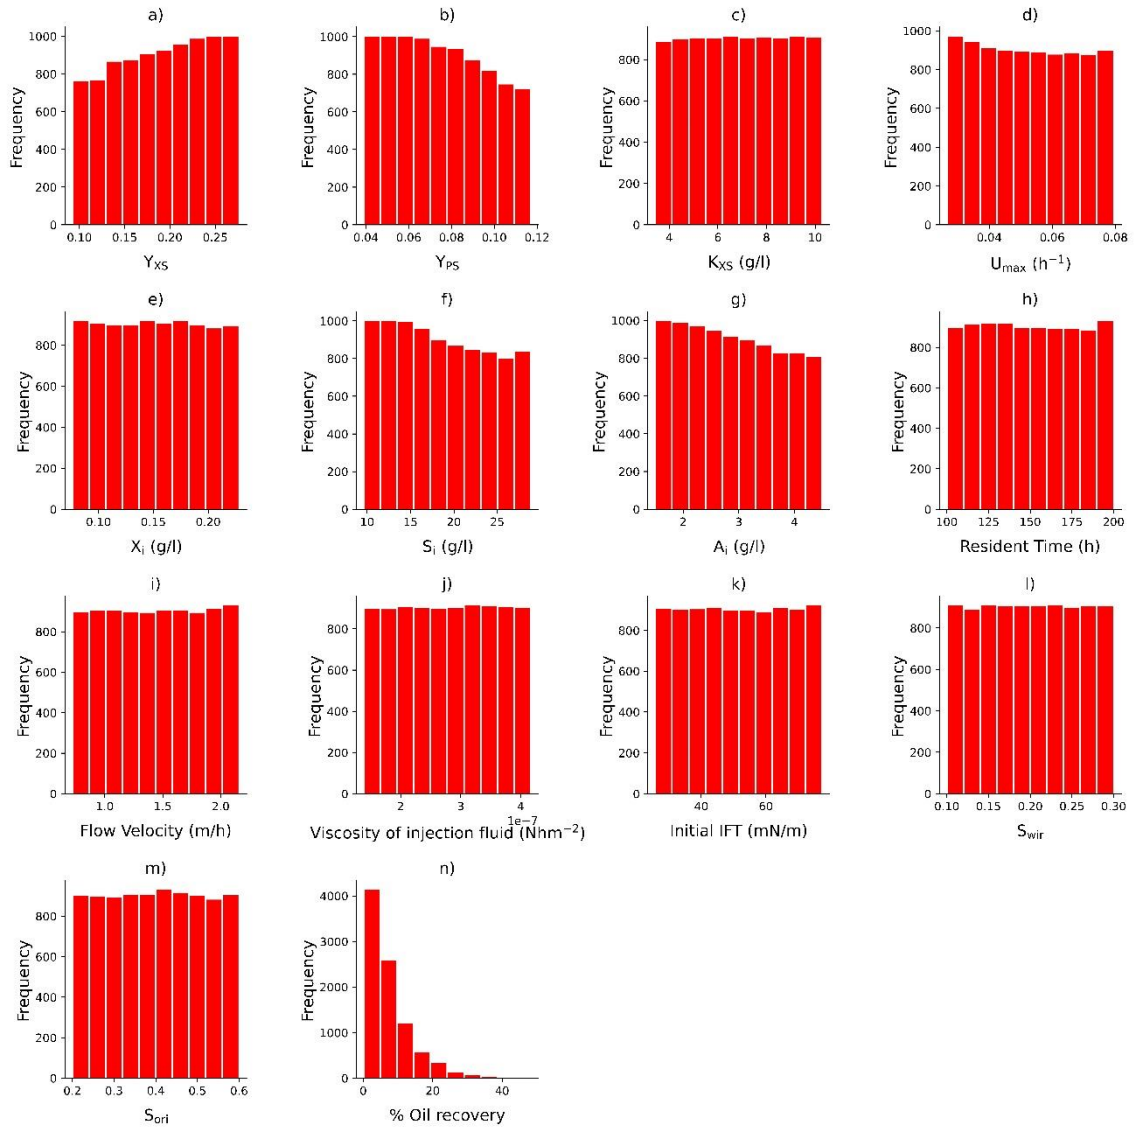 a)
Frequency
1000
800
600
400
200
0
0.10 0.15 0.20 0.25
Y_XS
b)
Frequency
1000
800
600
400
200
0
0.04 0.06 0.08 0.10 0.12
Y_PS
c)
Frequency
800
600
400
200
0
4 6 8 10
K_XS (g/l)
d)
Frequency
1000
800
600
400
200
0
0.04 0.06 0.08
U_max (h⁻¹)
e)
Frequency
800
600
400
200
0
0.10 0.15 0.20
X_i (g/l)
f)
Frequency
1000
800
600
400
200
0
10 15 20 25
S_i (g/l)
g)
Frequency
1000
800
600
400
200
0
2 3 4
A_i (g/l)
h)
Frequency
800
600
400
200
0
100 125 150 175 200
Resident Time (h)
i)
Frequency
800
600
400
200
0
1.0 1.5 2.0
Flow Velocity (m/h)
j)
Frequency
800
600
400
200
0
2 3 4
1e−7
Viscosity of injection fluid (Nhm⁻²)
k)
Frequency
800
600
400
200
0
40 60
Initial IFT (mN/m)
l)
Frequency
800
600
400
200
0
0.10 0.15 0.20 0.25 0.30
S_wir
m)
Frequency
800
600
400
200
0
0.2 0.3 0.4 0.5 0.6
S_ori
n)
Frequency
4000
3000
2000
1000
0
0 20 40
% Oil recovery